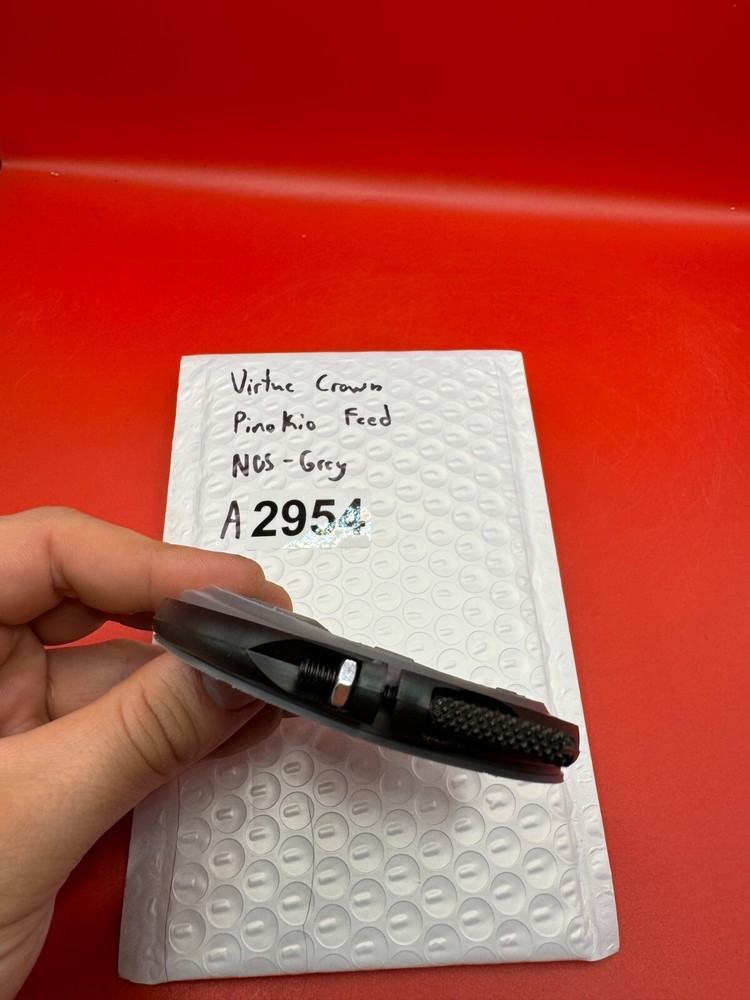 Virtue Crown
Pinokio Feed
NOS-Grey
A2954